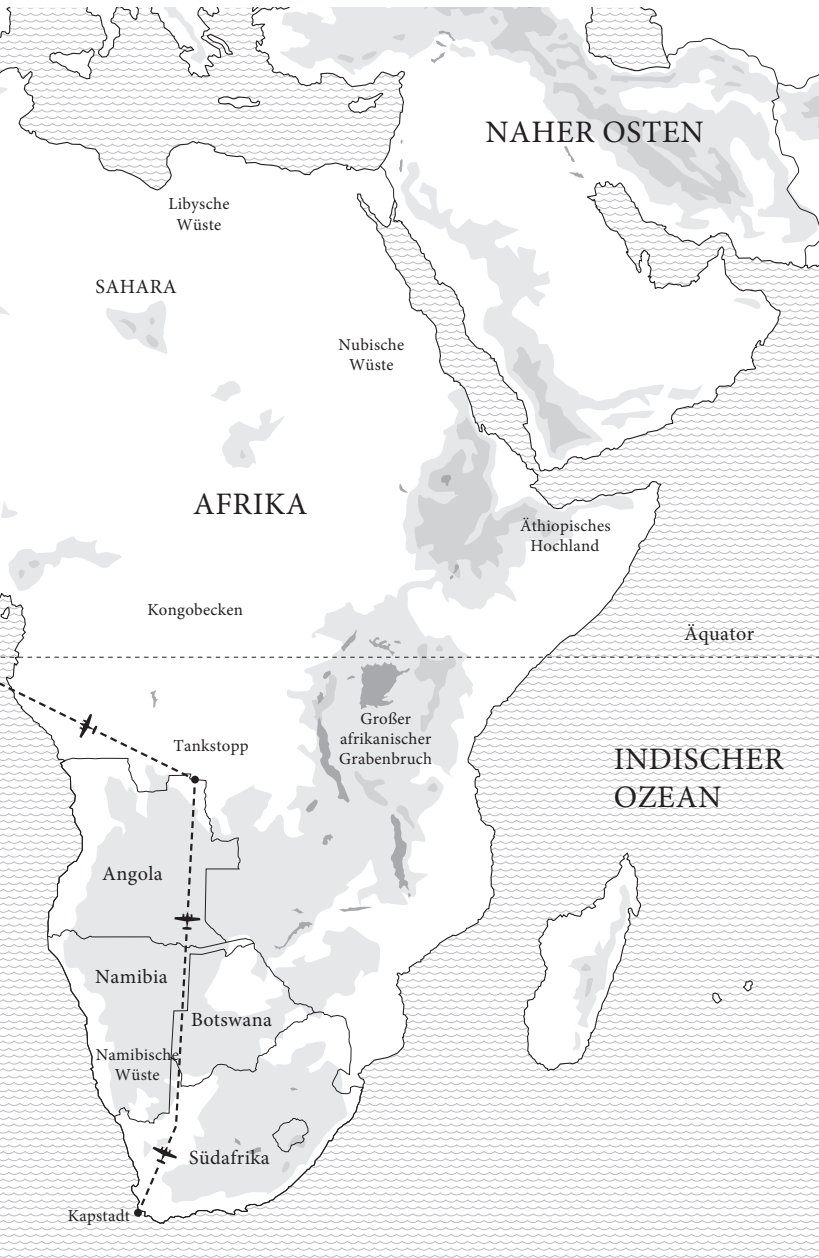 NAHER OSTEN
Libysche
Wüste
SAHARA
Nubische
Wüste
AFRIKA
Äthiopisches
Hochland
Kongobecken
Äquator
Großer
afrikanischer
Grabenbruch
Tankstopp
INDISCHER
OZEAN
Angola
Namibia
Botswana
Namibische
Wüste
Südafrika
Kapstadt